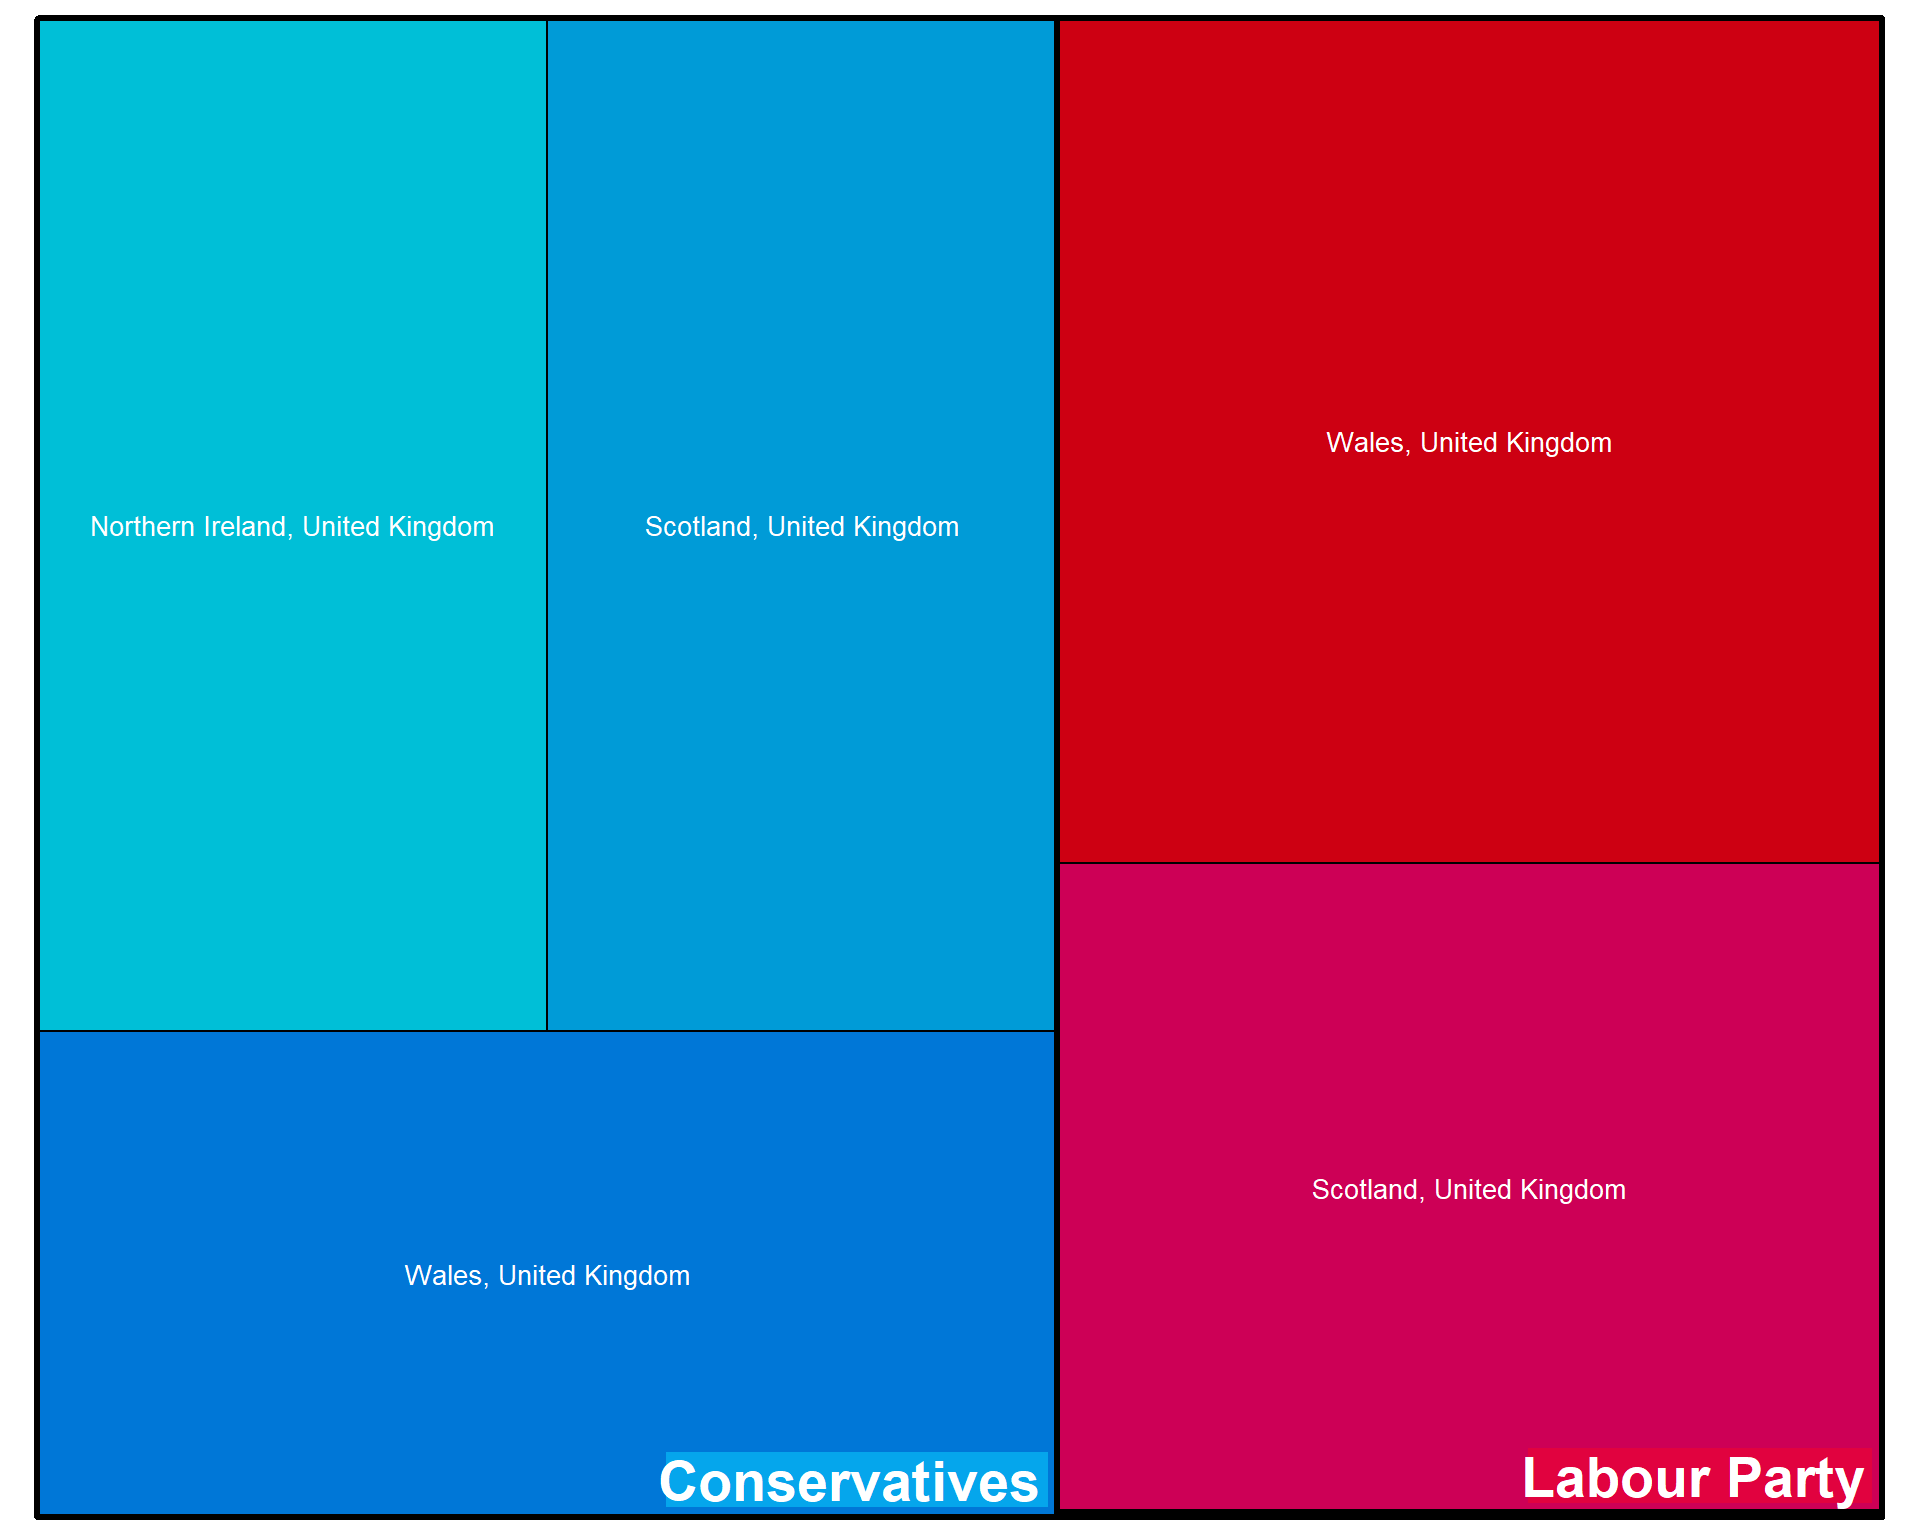 Northern Ireland, United Kingdom
Scotland, United Kingdom
Wales, United Kingdom
Conservatives
Wales, United Kingdom
Scotland, United Kingdom
Labour Party